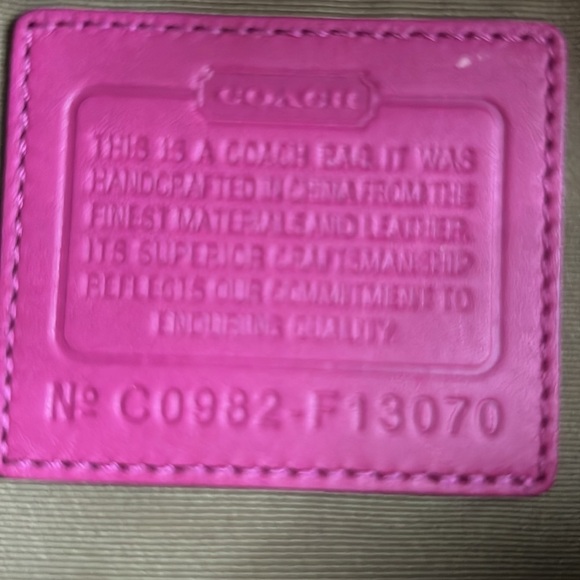 COACH
THIS IS A COACH BAG. IT WAS
HANDCRAFTED IN CHINA FROM THE
FINEST MATERIALS AND LEATHER.
ITS SUPERIOR CRAFTSMANSHIP
REFLECTS OUR COMMITMENT TO
ENDURING QUALITY.
Nº C0982-F13070